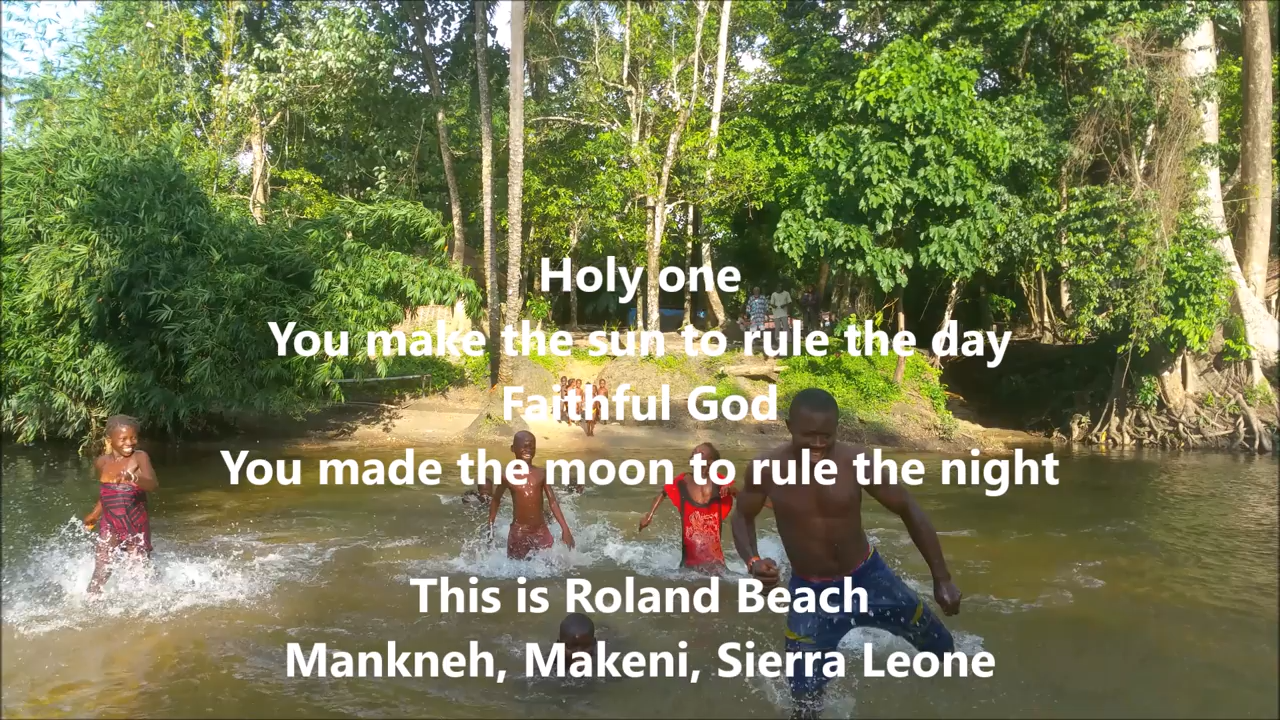 Holy one
You make the sun to rule the day
Faithful God
You made the moon to rule the night
This is Roland Beach
Mankneh, Makeni, Sierra Leone